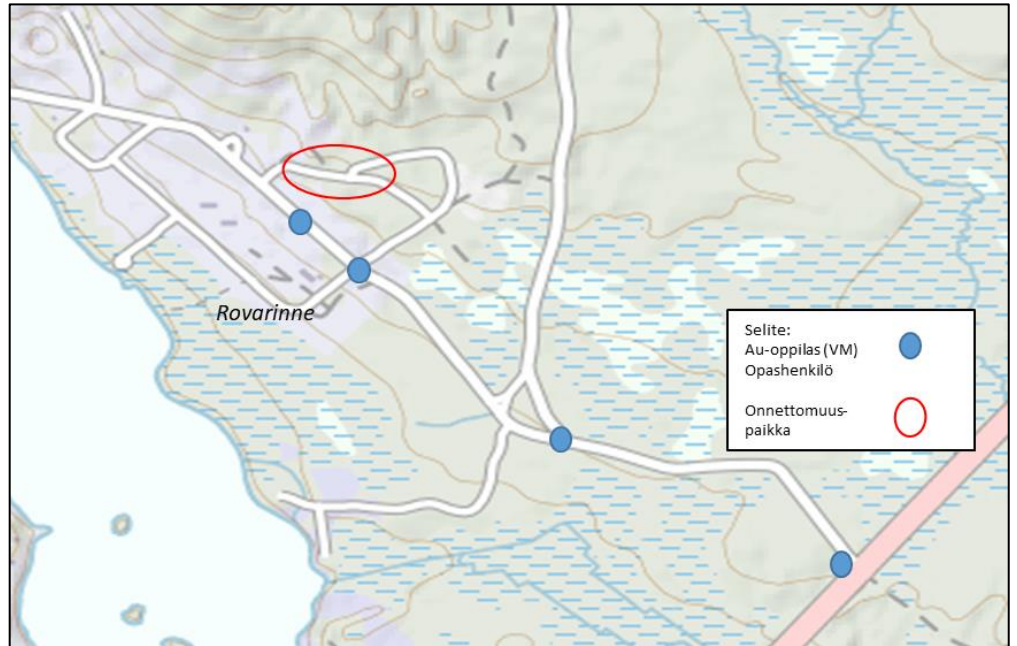 Rovarinne
Selite:
Au-oppilas (VM)
Opashenkilö
Onnettomuus-
paikka